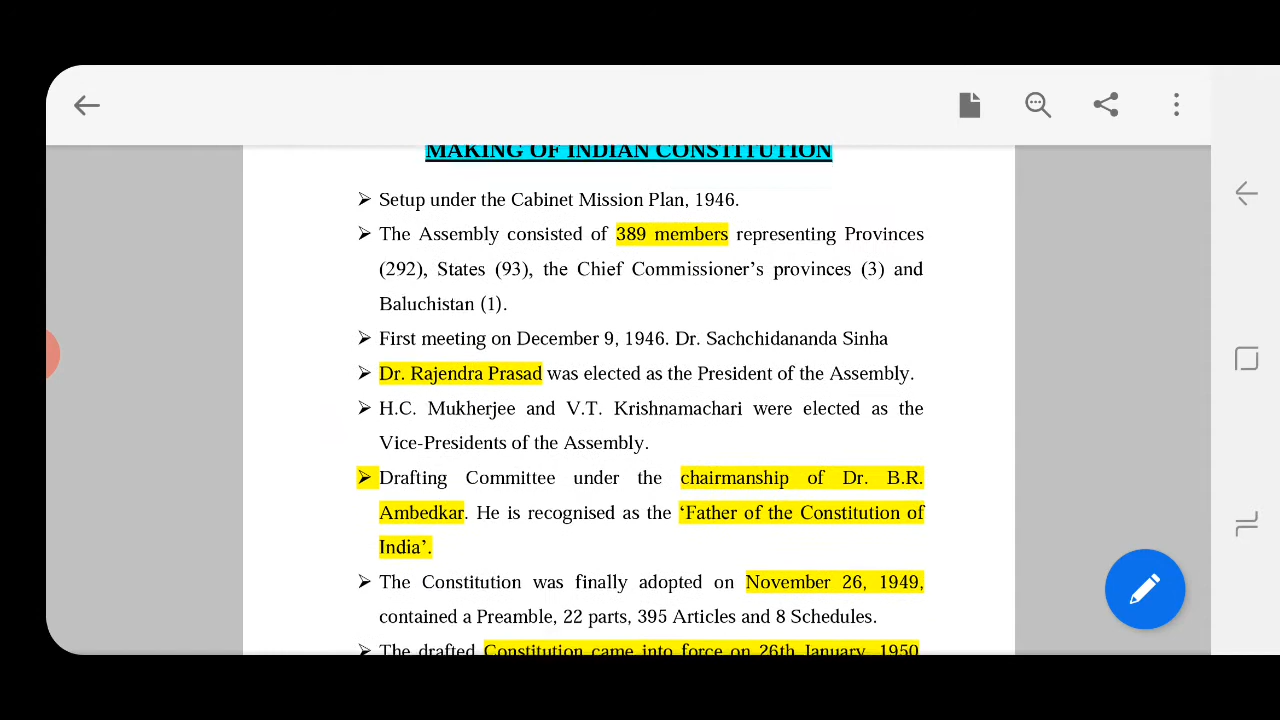 MAKING OF INDIAN CONSTITUTION
➢ Setup under the Cabinet Mission Plan, 1946.
➢ The Assembly consisted of 389 members representing Provinces
(292), States (93), the Chief Commissioner’s provinces (3) and
Baluchistan (1).
➢ First meeting on December 9, 1946. Dr. Sachchidananda Sinha
➢ Dr. Rajendra Prasad was elected as the President of the Assembly.
➢ H.C. Mukherjee and V.T. Krishnamachari were elected as the
Vice-Presidents of the Assembly.
➢ Drafting Committee under the chairmanship of Dr. B.R.
Ambedkar. He is recognised as the ‘Father of the Constitution of
India’.
➢ The Constitution was finally adopted on November 26, 1949,
contained a Preamble, 22 parts, 395 Articles and 8 Schedules.
➢ The drafted Constitution came into force on 26th January, 1950